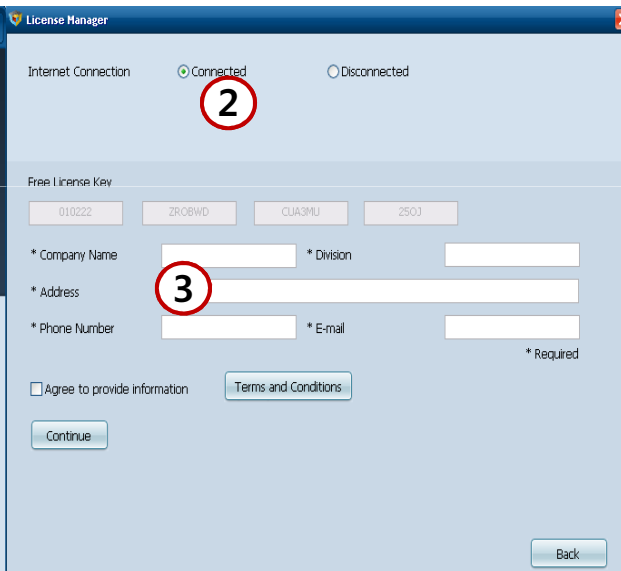 License Manager
Internet Connection Connected Disconnected
2
Free License Key
010222 ZROBWD CUA3MU 25OJ
* Company Name * Division
* Address 3
* Phone Number * E-mail
* Required
Agree to provide information Terms and Conditions
Continue
Back